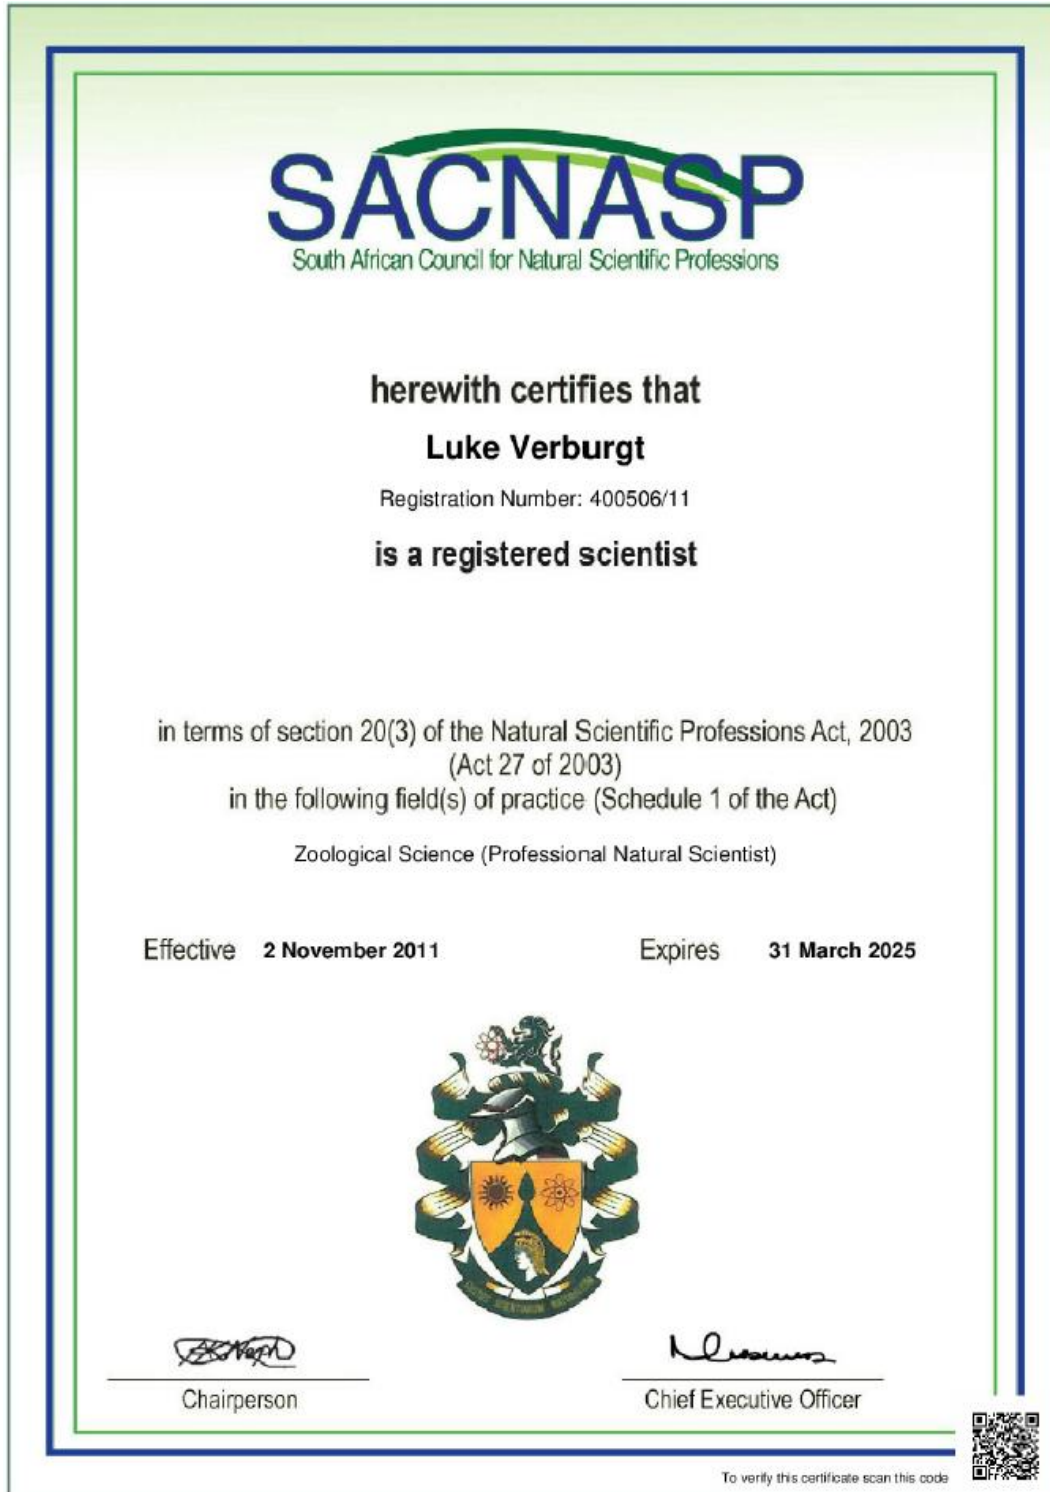 SACNASP
South African Council for Natural Scientific Professions
herewith certifies that
Luke Verburgt
Registration Number: 400506/11
is a registered scientist
in terms of section 20(3) of the Natural Scientific Professions Act, 2003
(Act 27 of 2003)
in the following field(s) of practice (Schedule 1 of the Act)
Zoological Science (Professional Natural Scientist)
Effective 2 November 2011 Expires 31 March 2025
Chairperson Chief Executive Officer
To verify this certificate scan this code